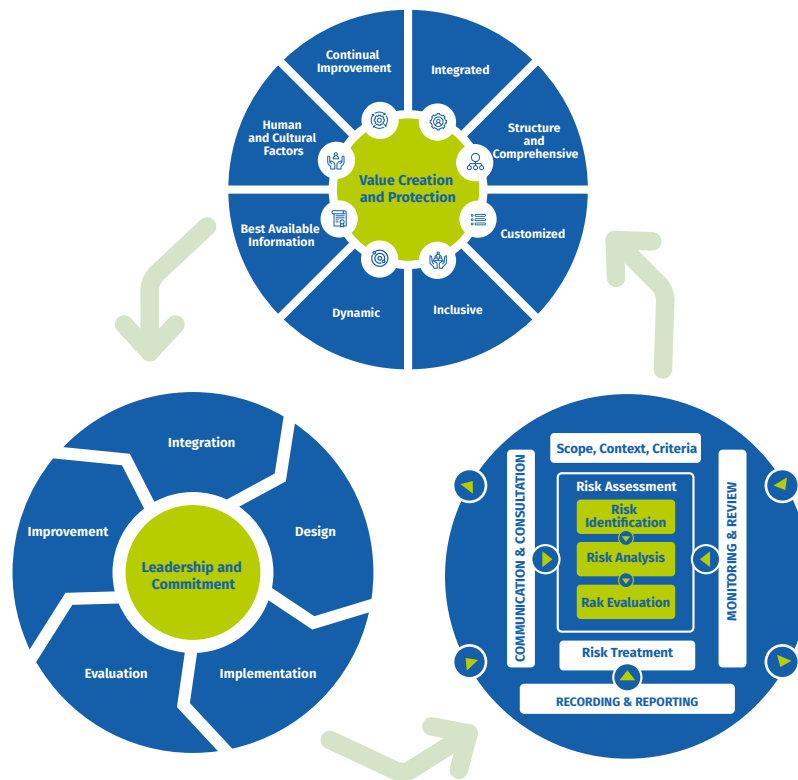 Continual
Improvement
Integrated
Human
and Cultural
Factors
Structure
and
Comprehensive
Value Creation
and Protection
Best Available
Information
Customized
Dynamic
Inclusive
Integration
Improvement
Design
Leadership and
Commitment
Evaluation
Implementation
Scope, Context, Criteria
COMMUNICATION & CONSULTATION
Risk Assessment
Risk
Identification
Risk Analysis
Rak Evaluation
MONITORING & REVIEW
Risk Treatment
RECORDING & REPORTING